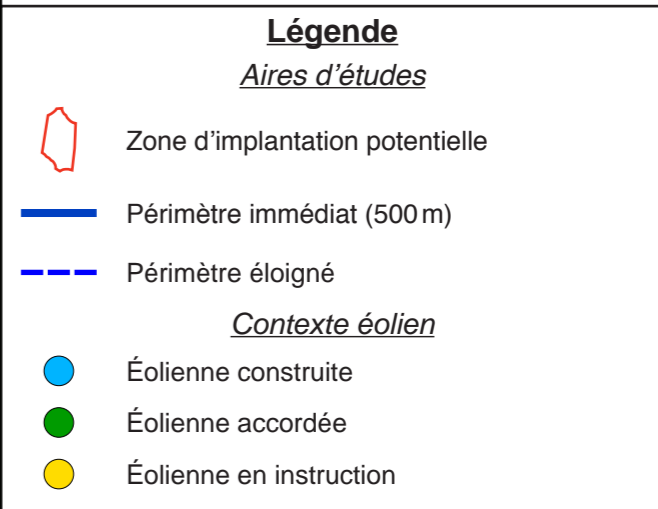 Légende
Aires d'études
Zone d'implantation potentielle
Périmètre immédiat (500 m)
Périmètre éloigné
Contexte éolien
Éolienne construite
Éolienne accordée
Éolienne en instruction